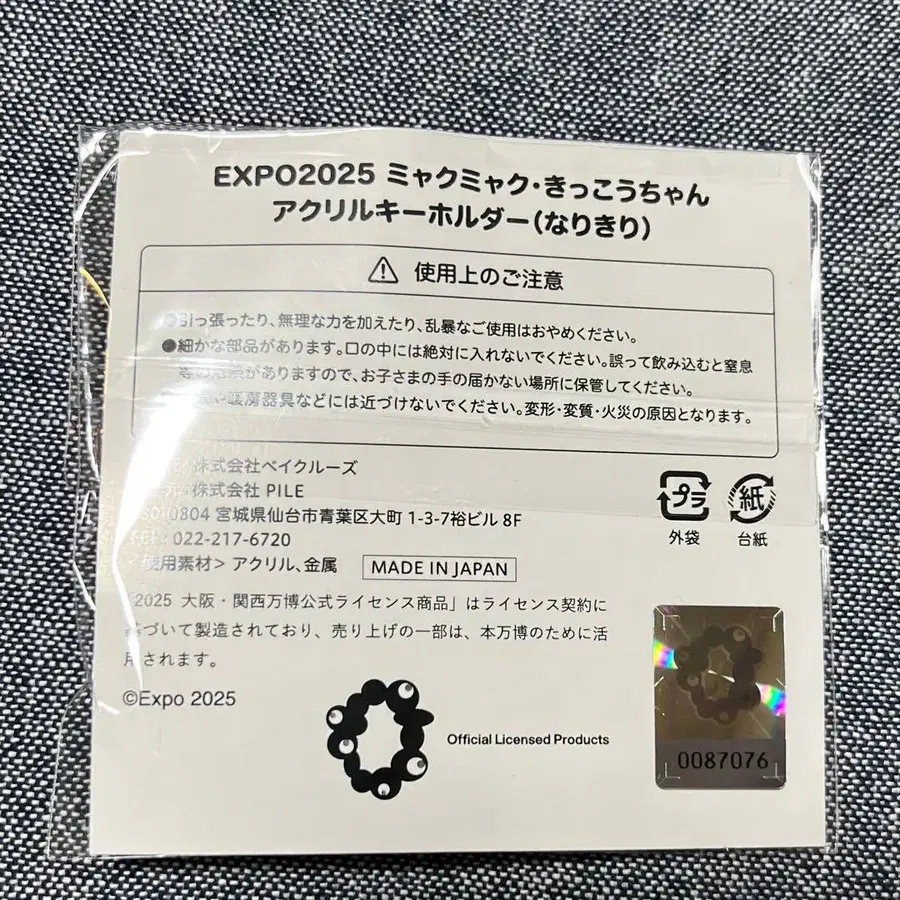 EXPO2025 ミャクミャク・きっこうちゃん
アクリルキーホルダー(なりきり)
使用上のご注意
●引っ張ったり、無理な力を加えたり、乱暴なご使用はおやめください。
●細かな部品があります。口の中には絶対に入れないでください。誤って飲み込むと窒息
等の危険がありますので、お子さまの手の届かない場所に保管してください。
や暖房器具などには近づけないでください。変形・変質・火災の原因となります。
株式会社ベイクルーズ
株式会社 PILE
0804 宮城県仙台市青葉区大町 1-3-7裕ビル 8F
TEL: 022-217-6720
使用素材> アクリル、金属
MADE IN JAPAN
プラ
外袋
紙
台紙
「2025 大阪・関西万博公式ライセンス商品」はライセンス契約に
基づいて製造されており、売り上げの一部は、本万博のために活
用されます。
©Expo 2025
Official Licensed Products
0087076